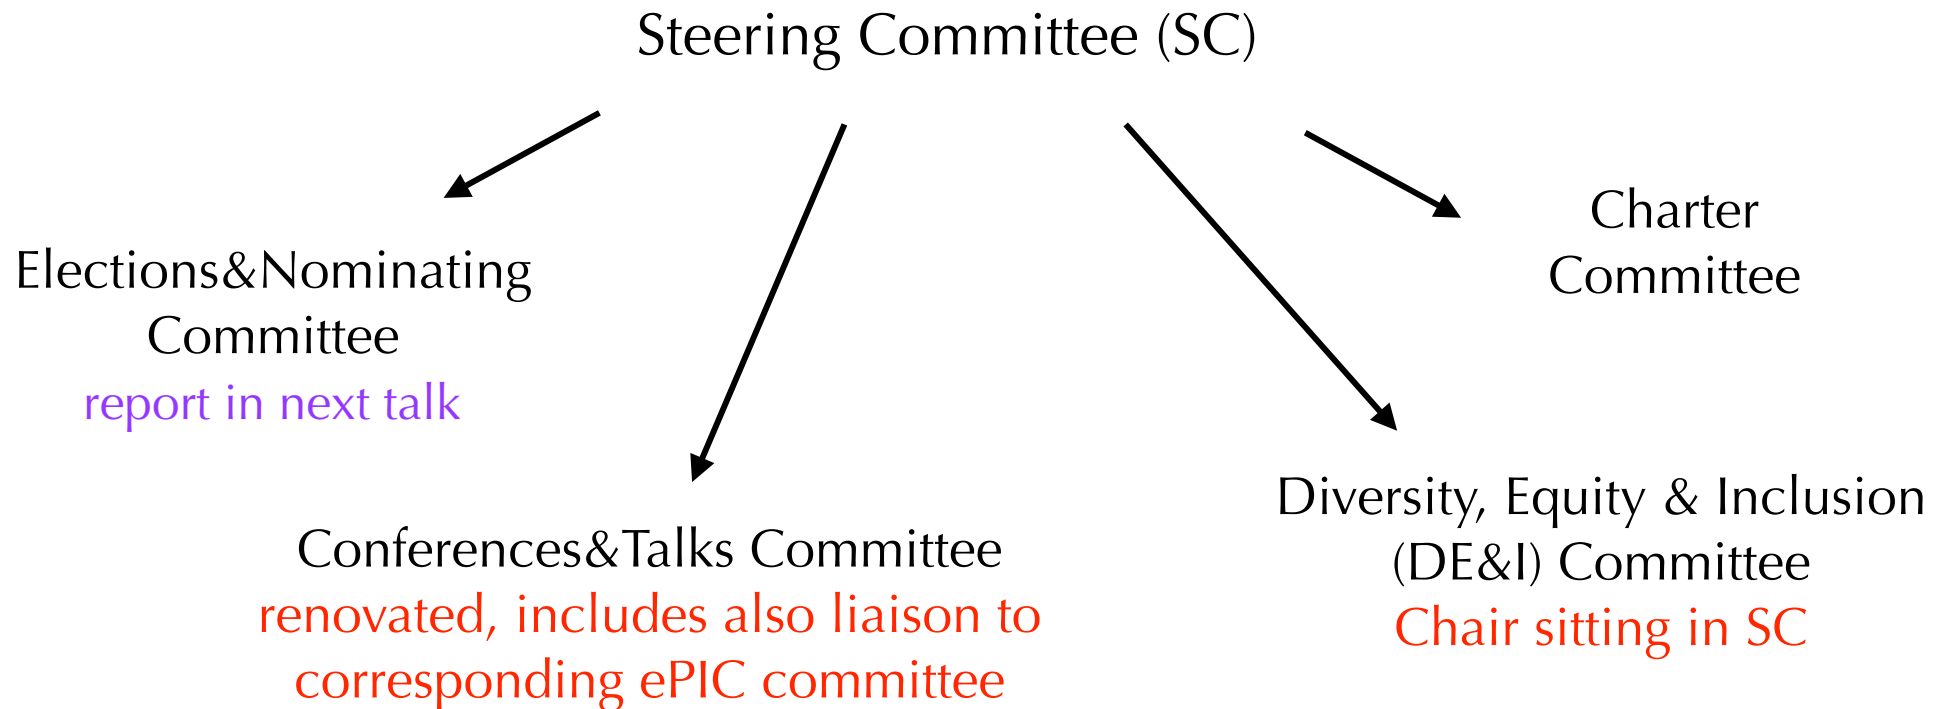 Steering Committee (SC)
Elections&Nominating
Committee
report in next talk
Charter
Committee
Conferences&Talks Committee
renovated, includes also liaison to
corresponding ePIC committee
Diversity, Equity & Inclusion
(DE&I) Committee
Chair sitting in SC